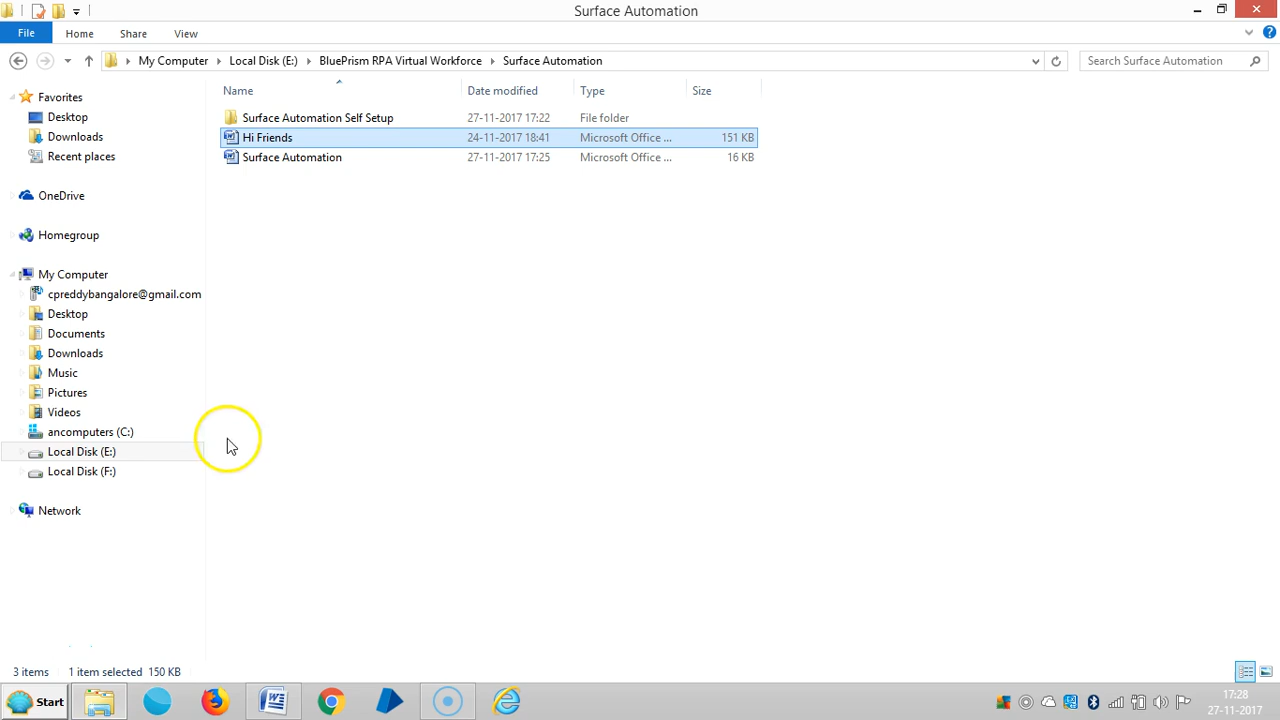 Surface Automation
File Home Share View
My Computer Local Disk (E:) BluePrism RPA Virtual Workforce Surface Automation Search Surface Automation
Name Date modified Type Size
Favorites
Desktop
Downloads
Recent places
OneDrive
Homegroup
My Computer
cpreddybangalore@gmail.com
Desktop
Documents
Downloads
Music
Pictures
Videos
ancomputers (C:)
Local Disk (E:)
Local Disk (F:)
Network
Surface Automation Self Setup 27-11-2017 17:22 File folder
Hi Friends 24-11-2017 18:41 Microsoft Office ... 151 KB
Surface Automation 27-11-2017 17:25 Microsoft Office ... 16 KB
3 items 1 item selected 150 KB
Start
17:28
27-11-2017